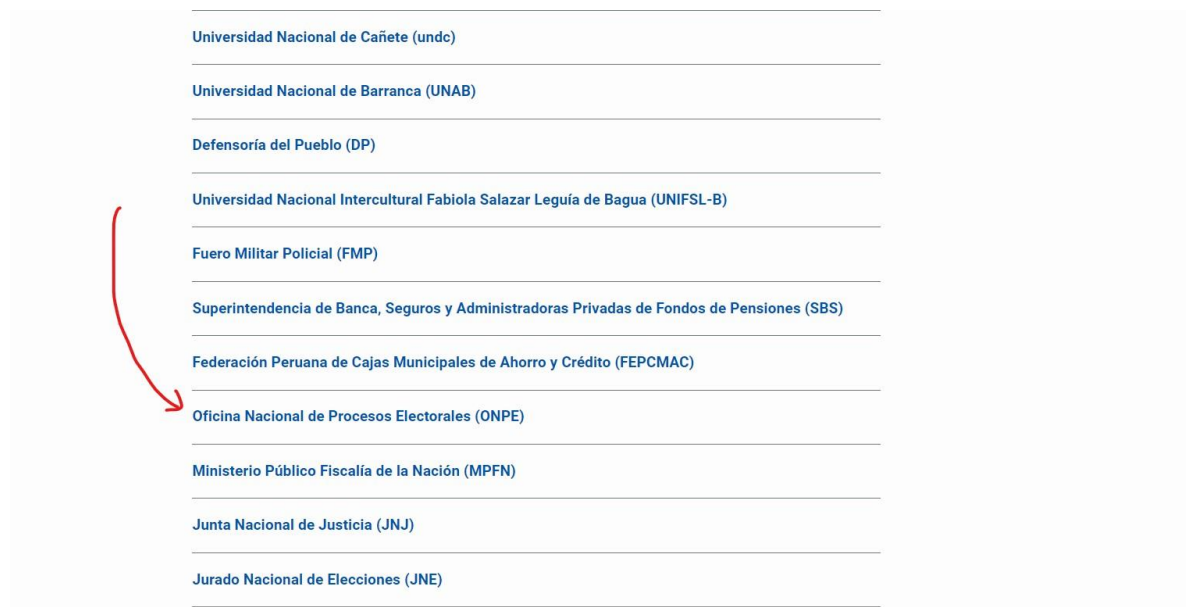 Universidad Nacional de Cañete (undc)
Universidad Nacional de Barranca (UNAB)
Defensoría del Pueblo (DP)
Universidad Nacional Intercultural Fabiola Salazar Leguía de Bagua (UNIFSL-B)
Fuero Militar Policial (FMP)
Superintendencia de Banca, Seguros y Administradoras Privadas de Fondos de Pensiones (SBS)
Federación Peruana de Cajas Municipales de Ahorro y Crédito (FEPCMAC)
Oficina Nacional de Procesos Electorales (ONPE)
Ministerio Público Fiscalía de la Nación (MPFN)
Junta Nacional de Justicia (JNJ)
Jurado Nacional de Elecciones (JNE)